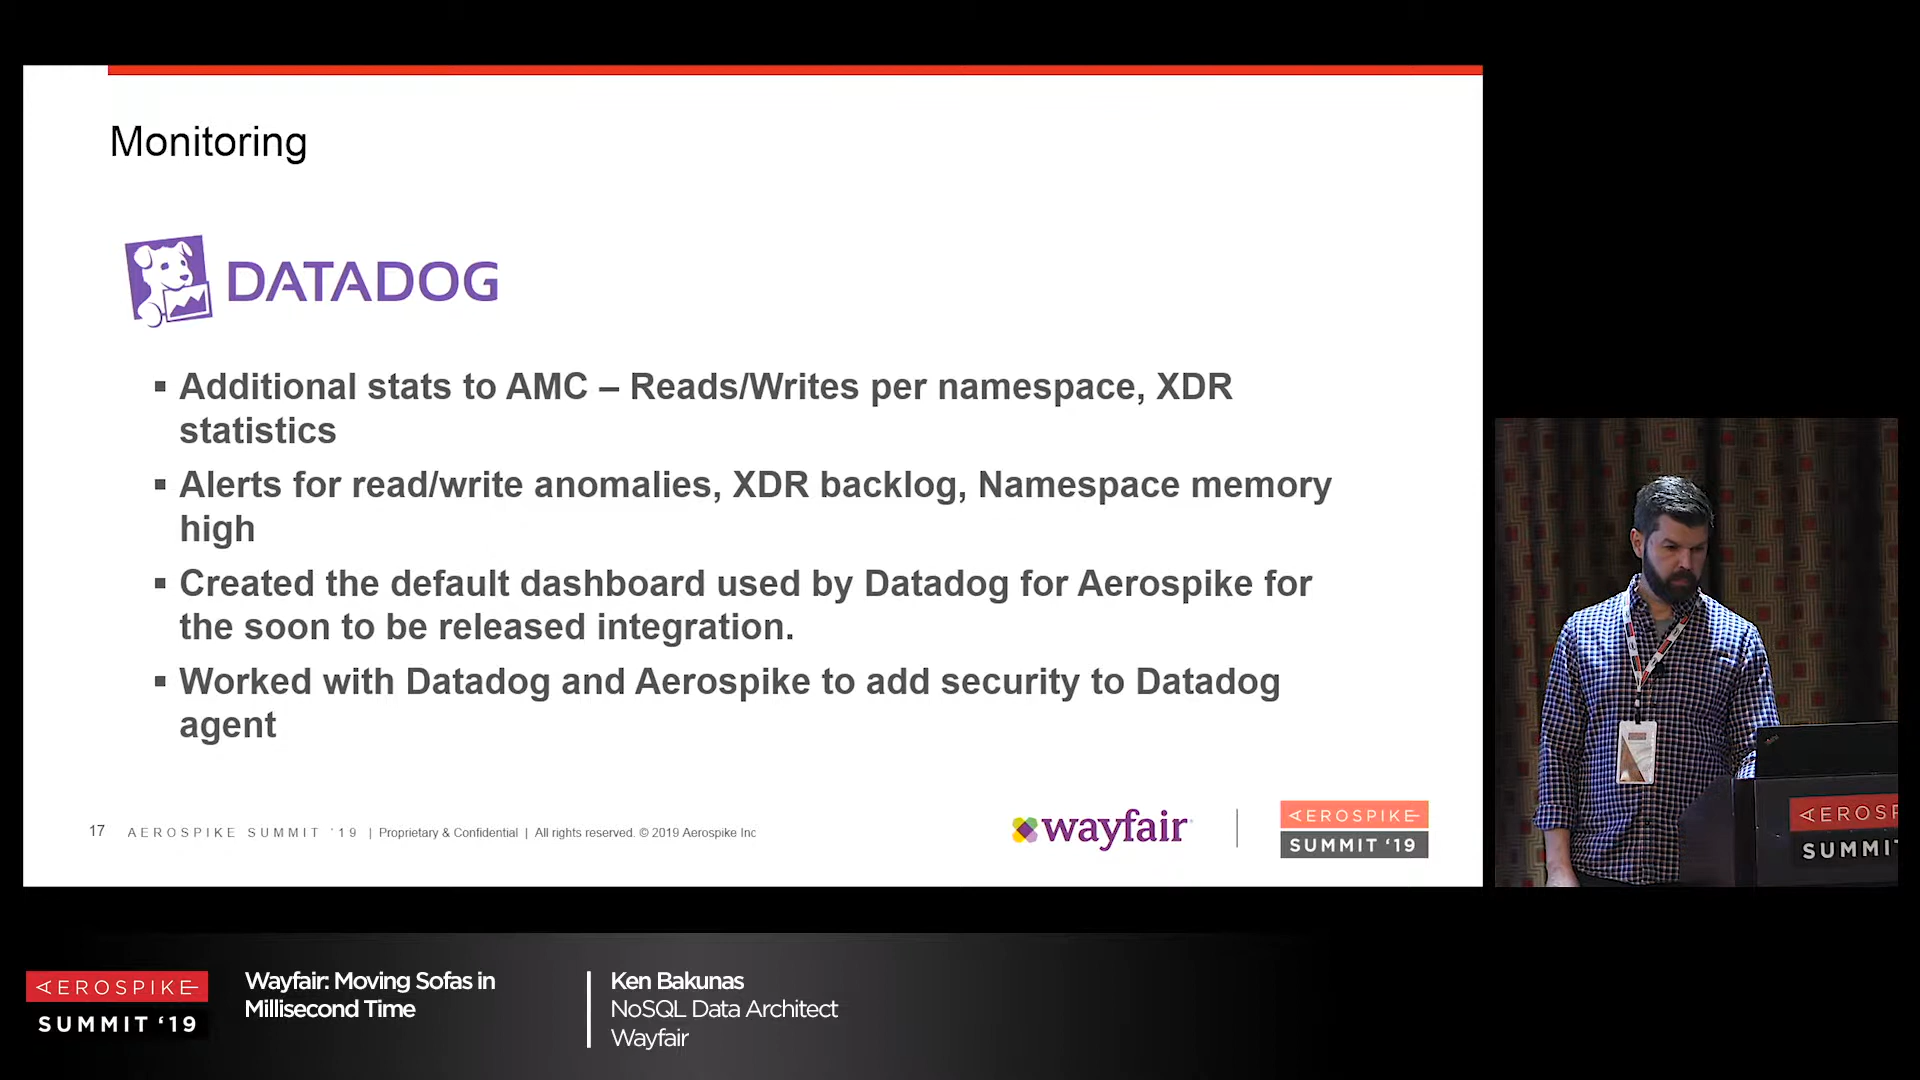 Monitoring
DATADOG
▪ Additional stats to AMC – Reads/Writes per namespace, XDR
statistics
▪ Alerts for read/write anomalies, XDR backlog, Namespace memory
high
▪ Created the default dashboard used by Datadog for Aerospike for
the soon to be released integration.
▪ Worked with Datadog and Aerospike to add security to Datadog
agent
17 AEROSPIKE SUMMIT '19 | Proprietary & Confidential | All rights reserved. © 2019 Aerospike Inc
wayfair
AEROSPIKE
SUMMIT ‘19
AEROSP
SUMMI
AEROSPIKE
SUMMIT ‘19
Wayfair: Moving Sofas in
Millisecond Time
Ken Bakunas
NoSQL Data Architect
Wayfair